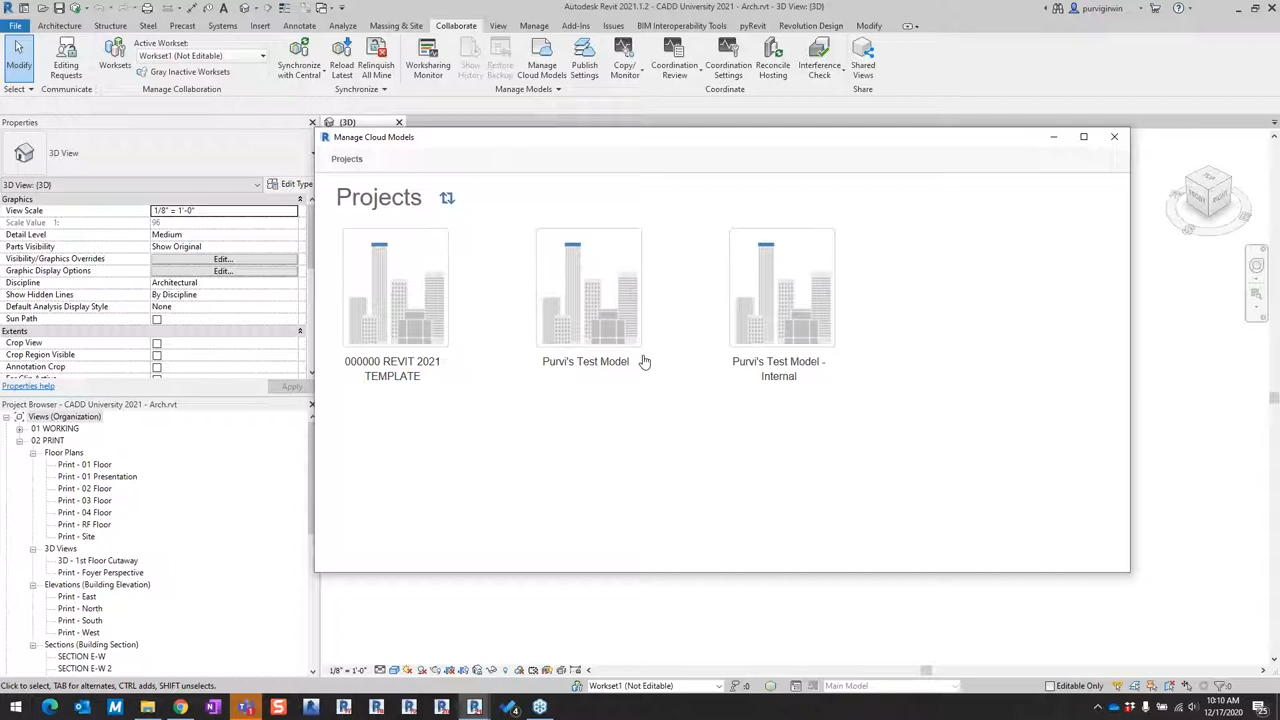 Autodesk Revit 2021.1.2 - CADD University 2021 - Arch.rvt - 3D View: {3D}
purvigirwin
File Architecture Structure Steel Precast Systems Insert Annotate Analyze Massing & Site Collaborate View Manage Add-Ins Issues BIM Interoperability Tools pyRevit Revolution Design Modify
Modify
Select
Editing Requests
Communicate
Worksets
Active Workset:
Workset1 (Not Editable)
Gray Inactive Worksets
Manage Collaboration
Synchronize with Central
Reload Latest
Relinquish All Mine
Synchronize
Worksharing Monitor
Show History
Restore Backup
Manage Cloud Models
Publish Settings
Manage Models
Copy/ Monitor
Coordination Review
Coordination Settings
Reconcile Hosting
Interference Check
Coordinate
Shared Views
Share
Properties
3D View
3D View: {3D}
Edit Type
Graphics
View Scale 1/8" = 1'-0"
Scale Value 1: 96
Detail Level Medium
Parts Visibility Show Original
Visibility/Graphics Overrides Edit...
Graphic Display Options Edit...
Discipline Architectural
Show Hidden Lines By Discipline
Default Analysis Display Style None
Sun Path
Extents
Crop View
Crop Region Visible
Annotation Crop
Properties help
Apply
Project Browser - CADD University 2021 - Arch.rvt
Views (Organization)
01 WORKING
02 PRINT
Floor Plans
Print - 01 Floor
Print - 01 Presentation
Print - 02 Floor
Print - 03 Floor
Print - 04 Floor
Print - RF Floor
Print - Site
3D Views
3D - 1st Floor Cutaway
Print - Foyer Perspective
Elevations (Building Elevation)
Print - East
Print - North
Print - South
Print - West
Sections (Building Section)
SECTION E-W
SECTION E-W 2
{3D}
Manage Cloud Models
Projects
Projects
000000 REVIT 2021
TEMPLATE
Purvi's Test Model
Purvi's Test Model -
Internal
TOP
FRONT
RIGHT
1/8" = 1'-0"
Click to select, TAB for alternates, CTRL adds, SHIFT unselects.
Workset1 (Not Editable)
:0
Main Model
Editable Only
:0
10:10 AM
12/17/2020